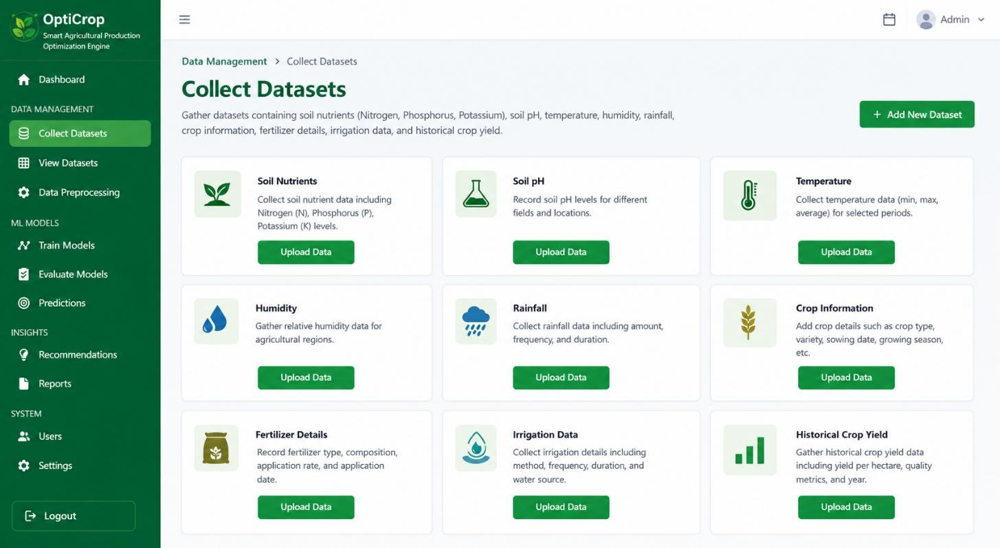 OptiCrop
Smart Agricultural Production
Optimization Engine
Dashboard
DATA MANAGEMENT
Collect Datasets
View Datasets
Data Preprocessing
ML MODELS
Train Models
Evaluate Models
Predictions
INSIGHTS
Recommendations
Reports
SYSTEM
Users
Settings
Logout
Admin
Data Management > Collect Datasets
Collect Datasets
Gather datasets containing soil nutrients (Nitrogen, Phosphorus, Potassium), soil pH, temperature, humidity, rainfall,
crop information, fertilizer details, irrigation data, and historical crop yield.
+ Add New Dataset
Soil Nutrients
Collect soil nutrient data including
Nitrogen (N), Phosphorus (P),
Potassium (K) levels.
Upload Data
Soil pH
Record soil pH levels for different
fields and locations.
Upload Data
Temperature
Collect temperature data (min, max,
average) for selected periods.
Upload Data
Humidity
Gather relative humidity data for
agricultural regions.
Upload Data
Rainfall
Collect rainfall data including amount,
frequency, and duration.
Upload Data
Crop Information
Add crop details such as crop type,
variety, sowing date, growing season,
etc.
Upload Data
Fertilizer Details
Record fertilizer type, composition,
application rate, and application
date.
Upload Data
Irrigation Data
Collect irrigation details including
method, frequency, duration, and
water source.
Upload Data
Historical Crop Yield
Gather historical crop yield data
including yield per hectare, quality
metrics, and year.
Upload Data